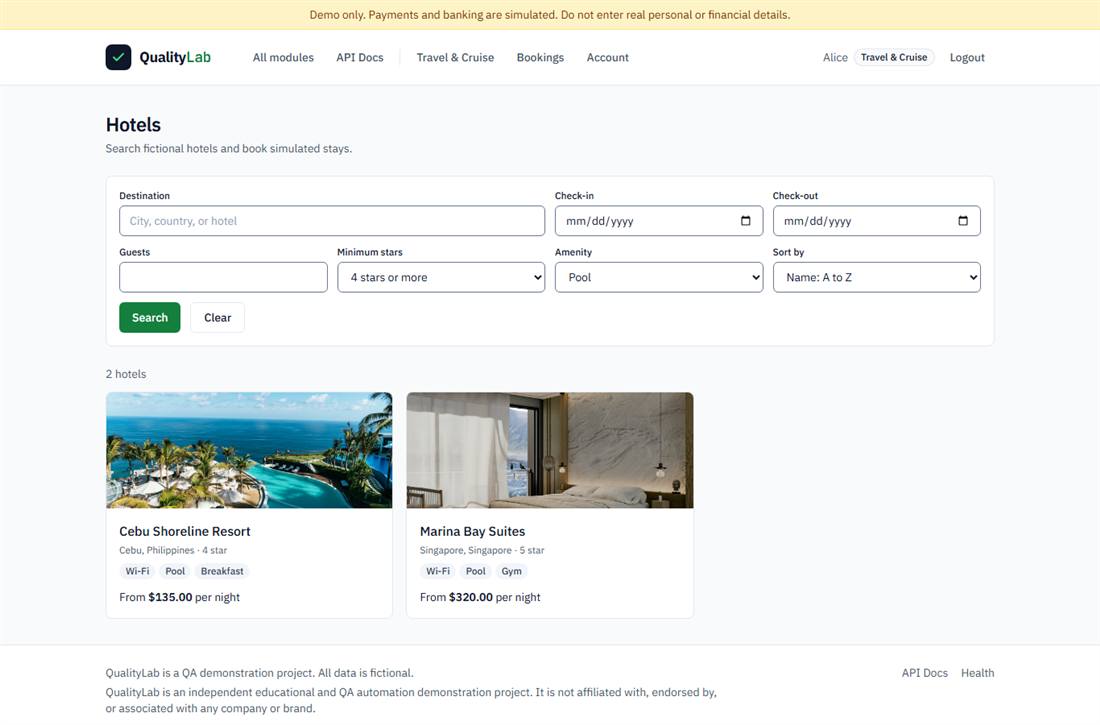 Demo only. Payments and banking are simulated. Do not enter real personal or financial details.
QualityLab
All modules
API Docs
Travel & Cruise
Bookings
Account
Alice
Travel & Cruise
Logout
Hotels
Search fictional hotels and book simulated stays.
Destination
Check-in
Check-out
City, country, or hotel
mm/dd/yyyy
mm/dd/yyyy
Guests
Minimum stars
Amenity
Sort by
4 stars or more
Pool
Name: A to Z
Search
Clear
2 hotels
Cebu Shoreline Resort
Cebu, Philippines · 4 star
Wi-Fi
Pool
Breakfast
From $135.00 per night
Marina Bay Suites
Singapore, Singapore · 5 star
Wi-Fi
Pool
Gym
From $320.00 per night
QualityLab is a QA demonstration project. All data is fictional.
API Docs
Health
QualityLab is an independent educational and QA automation demonstration project. It is not affiliated with, endorsed by,
or associated with any company or brand.